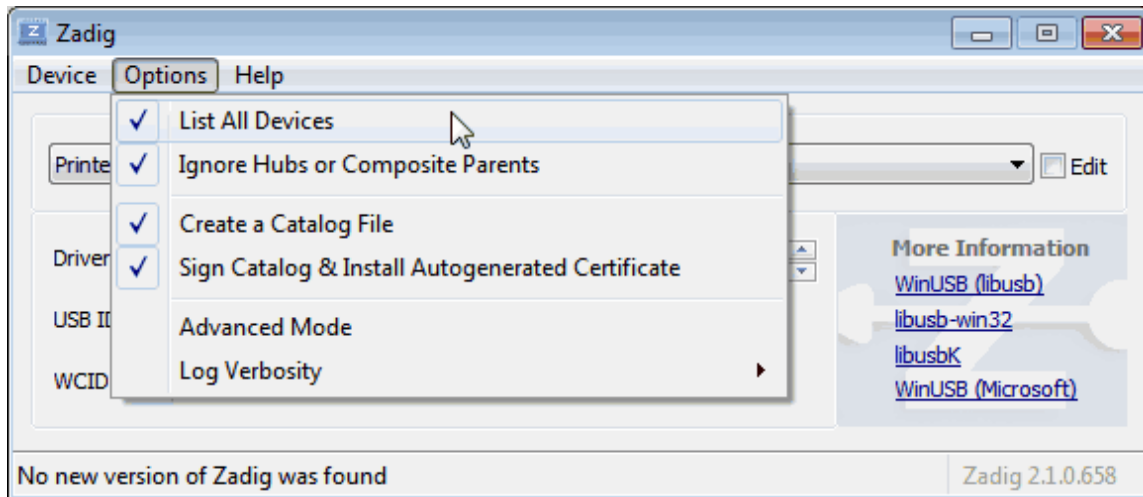 Zadig
Device Options Help
List All Devices
Ignore Hubs or Composite Parents
Create a Catalog File
Sign Catalog & Install Autogenerated Certificate
Advanced Mode
Log Verbosity
Printe
Edit
Driver
USB ID
WCID
More Information
WinUSB (libusb)
libusb-win32
libusbK
WinUSB (Microsoft)
No new version of Zadig was found
Zadig 2.1.0.658